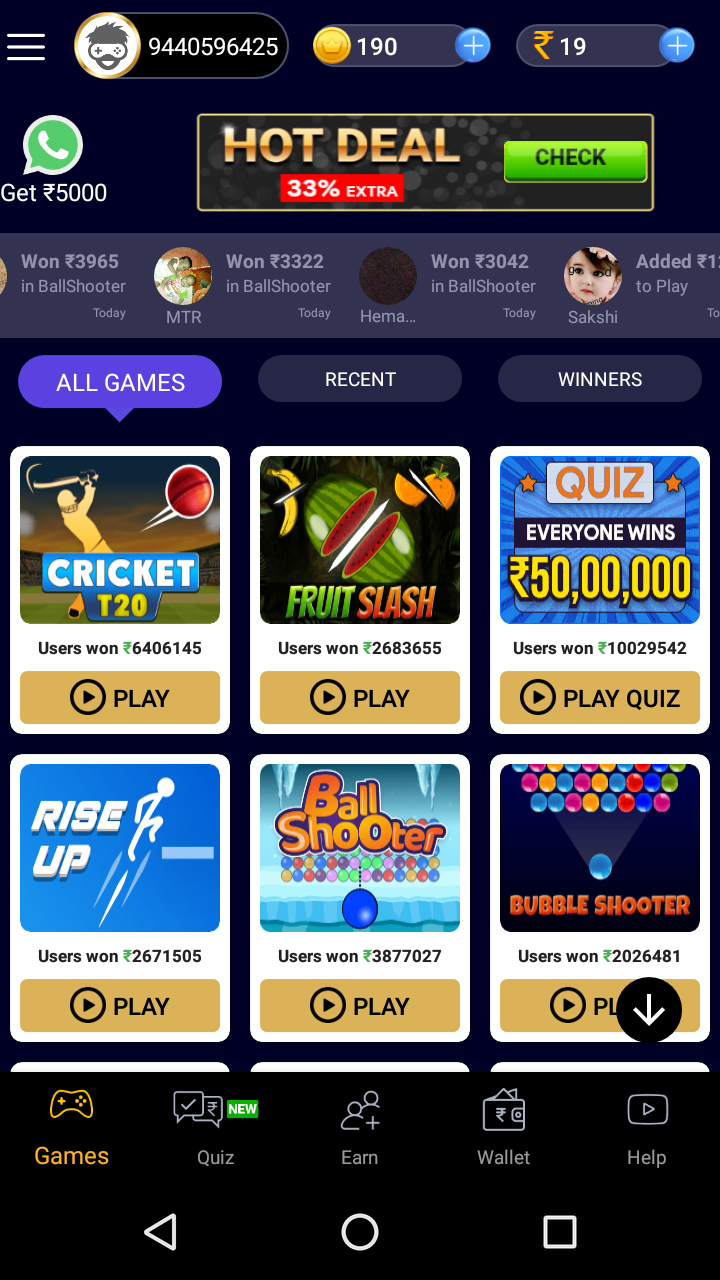 9440596425
190
₹ 19
Get ₹5000
HOT DEAL
33% EXTRA
CHECK
Won ₹3965
in BallShooter
Today
Won ₹3322
in BallShooter
Today
MTR
Won ₹3042
in BallShooter
Today
Hema...
Added ₹1
to Play
To
Sakshi
ALL GAMES
RECENT
WINNERS
CRICKET
T20
FRUIT SLASH
QUIZ
EVERYONE WINS
₹50,00,000
Users won ₹6406145
Users won ₹2683655
Users won ₹10029542
PLAY
PLAY
PLAY QUIZ
RISE
UP
Ball
Shooter
BUBBLE SHOOTER
Users won ₹2671505
Users won ₹3877027
Users won ₹2026481
PLAY
PLAY
PL
₹ NEW
₹
Games
Quiz
Earn
Wallet
Help